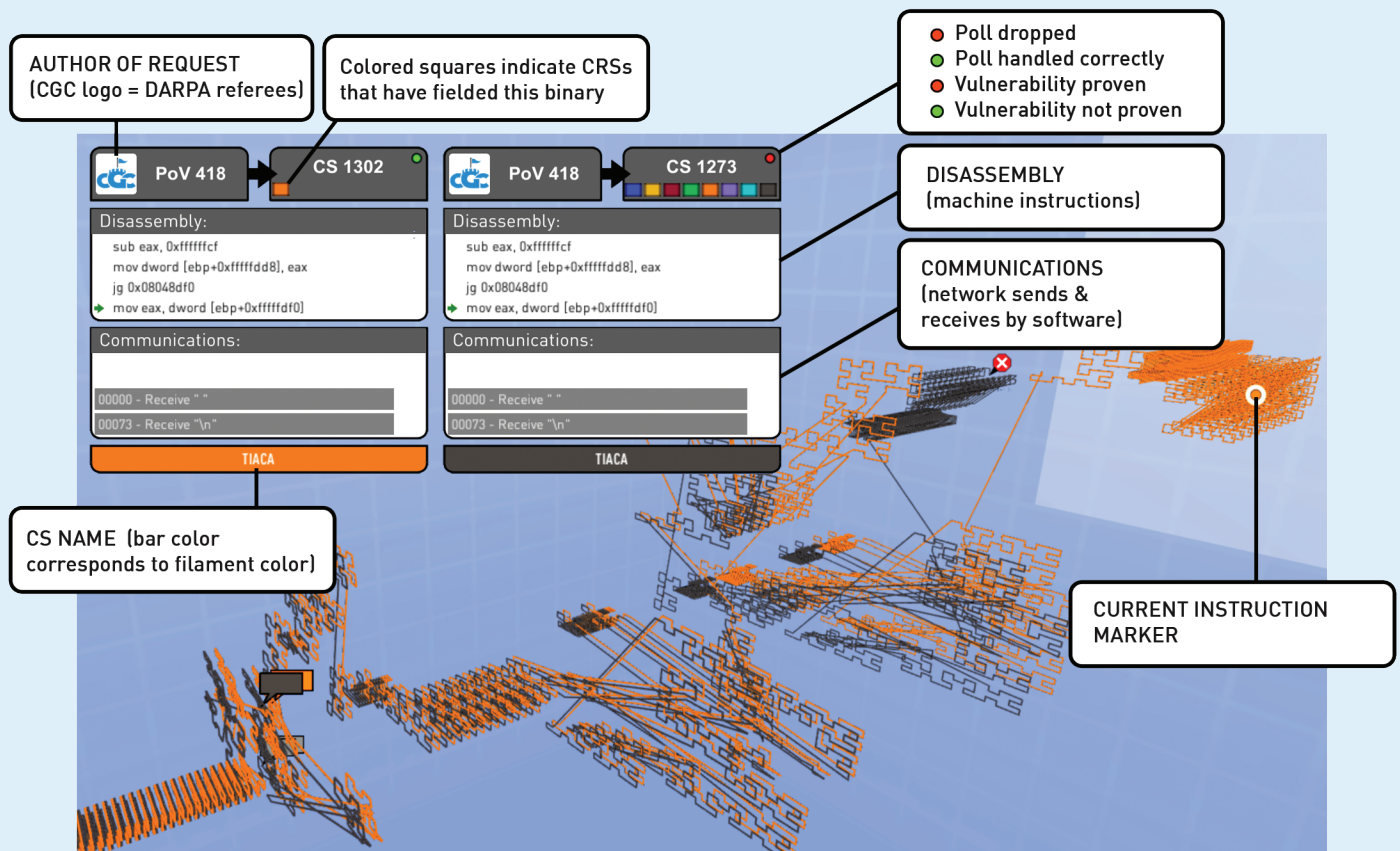 AUTHOR OF REQUEST
(CGC logo = DARPA referees)
Colored squares indicate CRSs
that have fielded this binary
Poll dropped
Poll handled correctly
Vulnerability proven
Vulnerability not proven
CGC
PoV 418
CS 1302
CGC
PoV 418
CS 1273
Disassembly:
sub eax, 0xffffffcf
mov dword [ebp+0xfffffdd8], eax
jg 0x08048df0
mov eax, dword [ebp+0xfffffdf0]
Communications:
00000 - Receive " "
00073 - Receive "\n"
TIACA
Disassembly:
sub eax, 0xffffffcf
mov dword [ebp+0xfffffdd8], eax
jg 0x08048df0
mov eax, dword [ebp+0xfffffdf0]
Communications:
00000 - Receive " "
00073 - Receive "\n"
TIACA
DISASSEMBLY
(machine instructions)
COMMUNICATIONS
(network sends &
receives by software)
CS NAME (bar color
corresponds to filament color)
CURRENT INSTRUCTION
MARKER